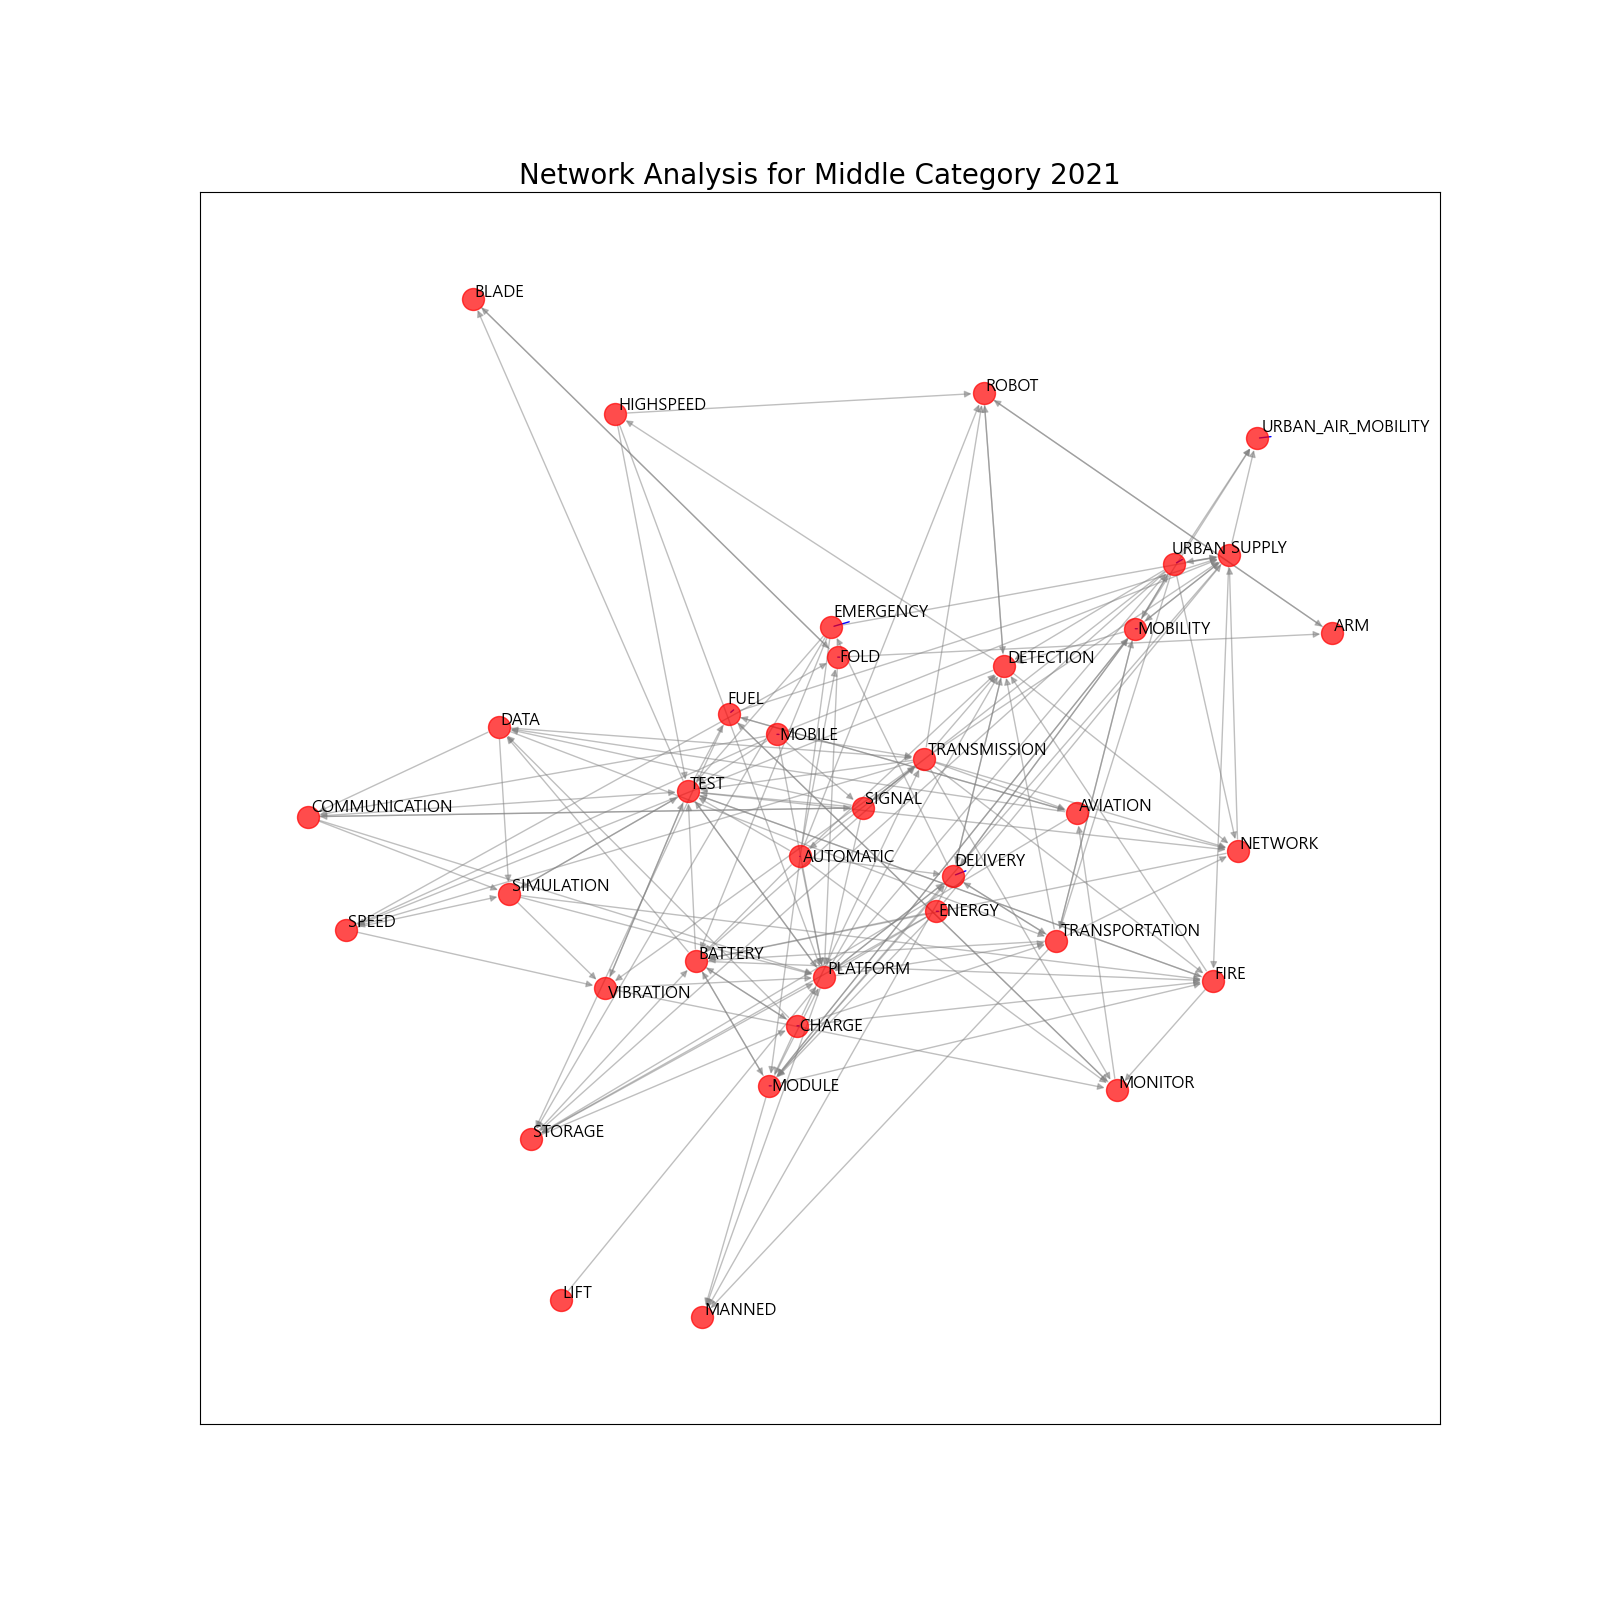 Network Analysis for Middle Category 2021
BLADE
ROBOT
HIGHSPEED
URBAN_AIR_MOBILITY
URBAN
SUPPLY
EMERGENCY
ARM
MOBILITY
FOLD
DETECTION
FUEL
DATA
MOBILE
TRANSMISSION
TEST
SIGNAL
COMMUNICATION
AVIATION
NETWORK
AUTOMATIC
DELIVERY
SIMULATION
ENERGY
SPEED
TRANSPORTATION
BATTERY
PLATFORM
FIRE
VIBRATION
CHARGE
MODULE
MONITOR
STORAGE
LIFT
MANNED